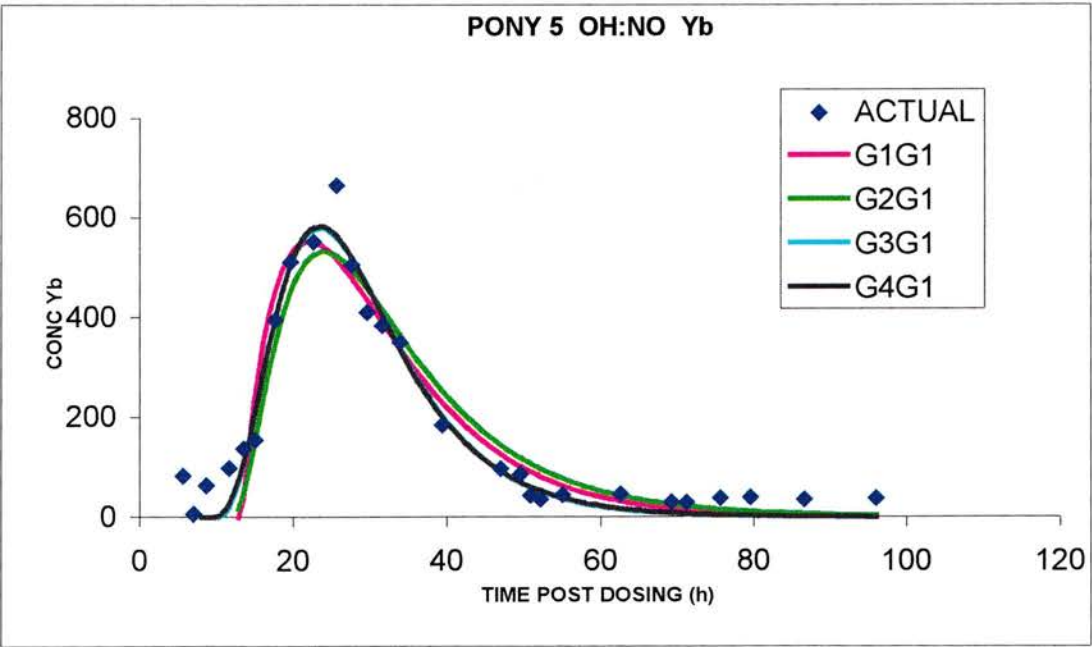 PONY 5 OH:NO Yb
800
600
400
200
0
CONC Yb
0 20 40 60 80 100 120
TIME POST DOSING (h)
ACTUAL
G1G1
G2G1
G3G1
G4G1